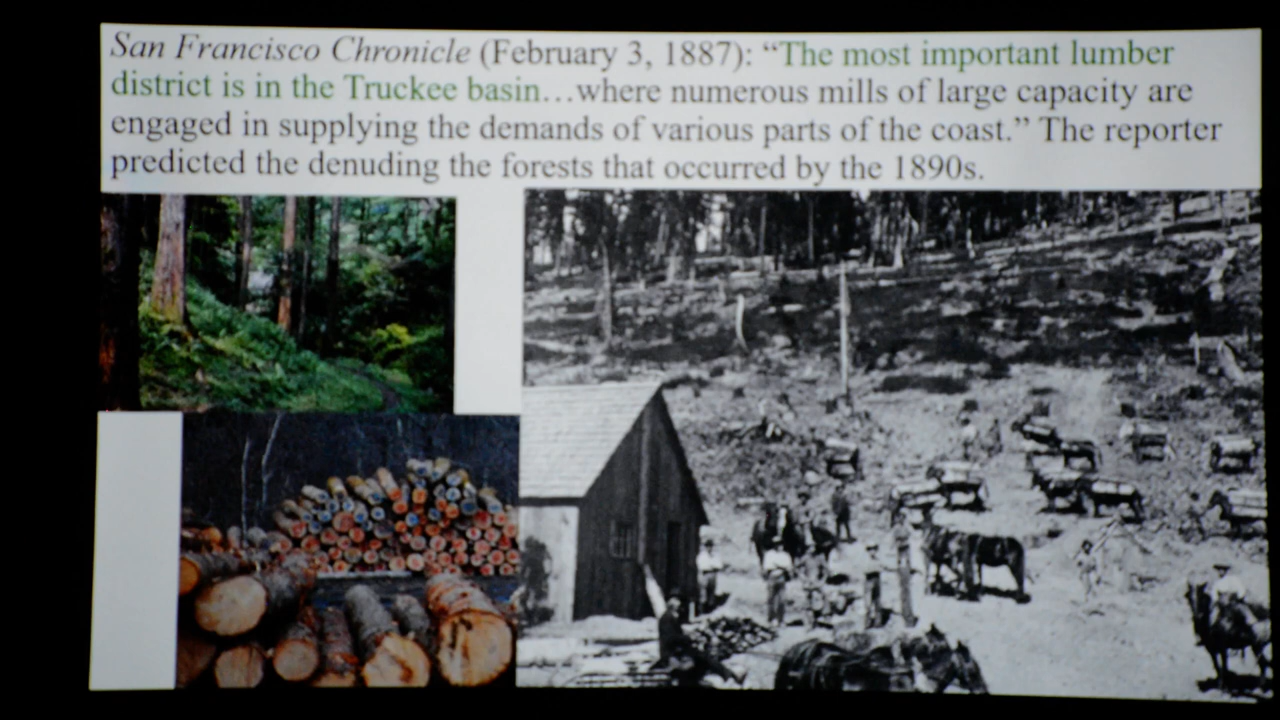 San Francisco Chronicle (February 3, 1887): “The most important lumber
district is in the Truckee basin…where numerous mills of large capacity are
engaged in supplying the demands of various parts of the coast.” The reporter
predicted the denuding the forests that occurred by the 1890s.